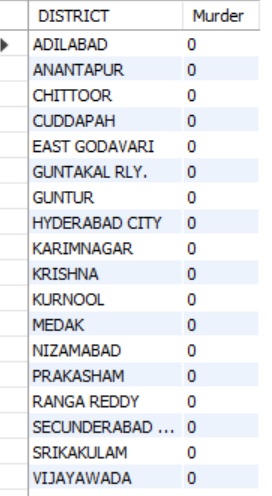 DISTRICT Murder
ADILABAD 0
ANANTAPUR 0
CHITTOOR 0
CUDDAPAH 0
EAST GODAVARI 0
GUNTAKAL RLY. 0
GUNTUR 0
HYDERABAD CITY 0
KARIMNAGAR 0
KRISHNA 0
KURNOOL 0
MEDAK 0
NIZAMABAD 0
PRAKASHAM 0
RANGA REDDY 0
SECUNDERABAD ... 0
SRIKAKULAM 0
VIJAYAWADA 0